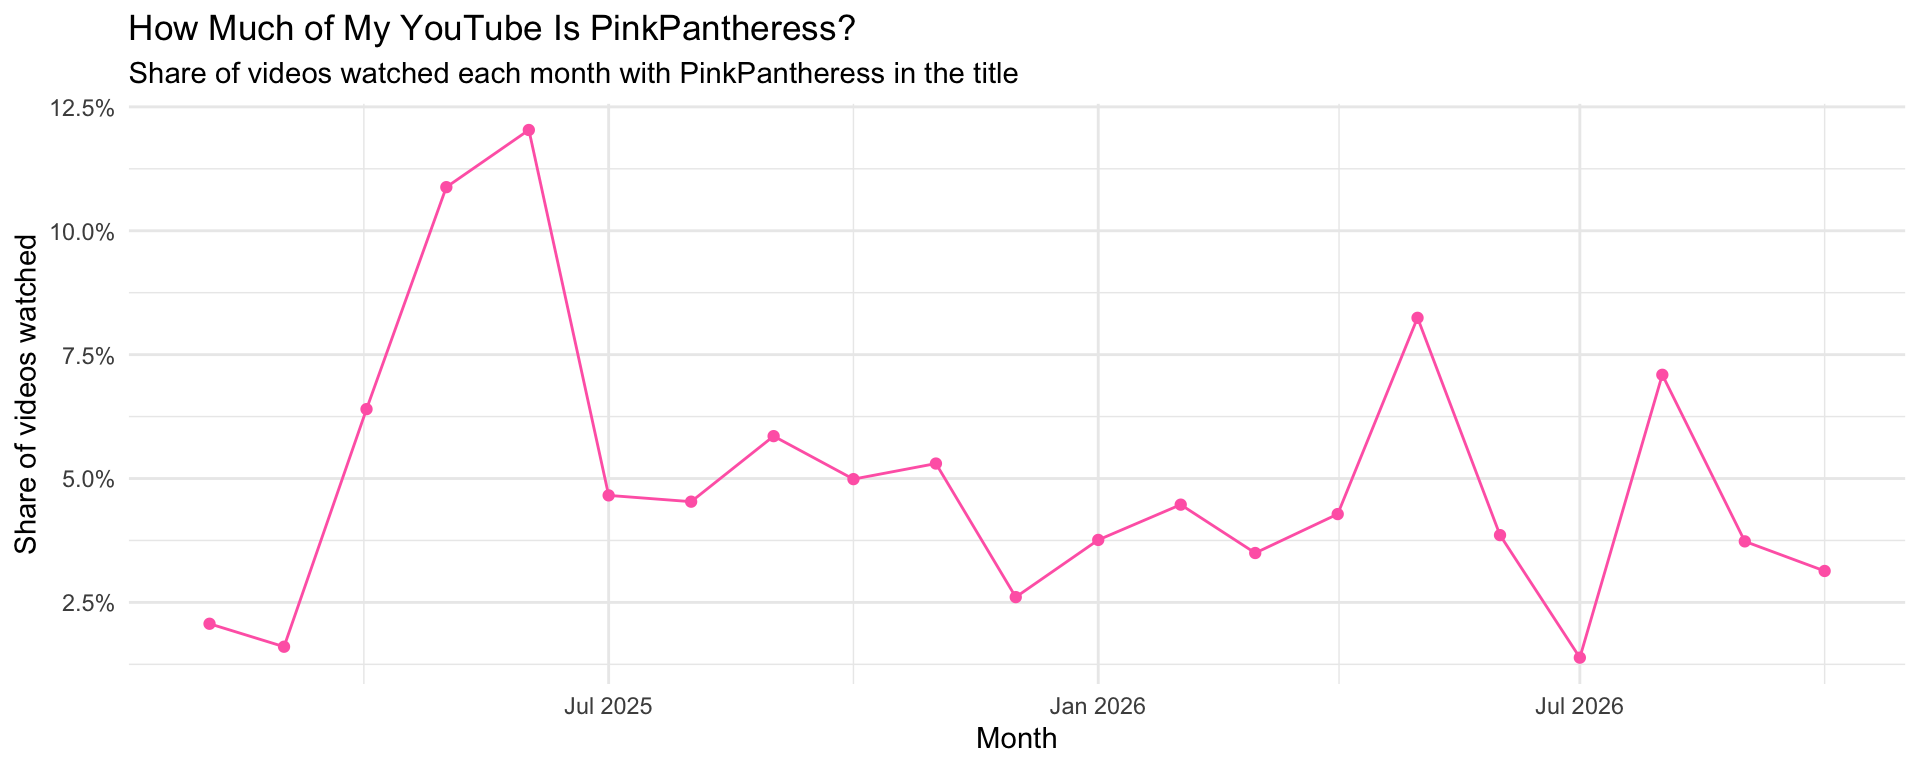 How Much of My YouTube Is PinkPantheress?
Share of videos watched each month with PinkPantheress in the title
Share of videos watched
12.5%
10.0%
7.5%
5.0%
2.5%
Jul 2025
Jan 2026
Jul 2026
Month